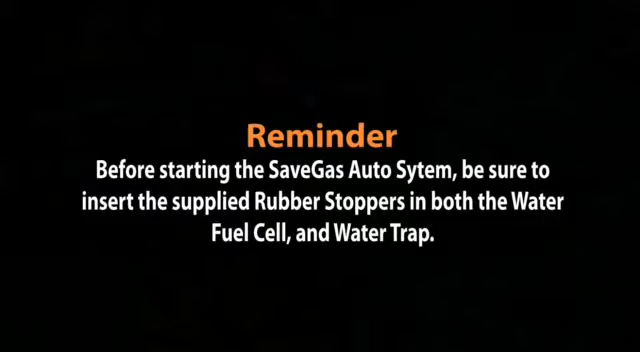 Reminder
Before starting the SaveGas Auto Sytem, be sure to
insert the supplied Rubber Stoppers in both the Water
Fuel Cell, and Water Trap.